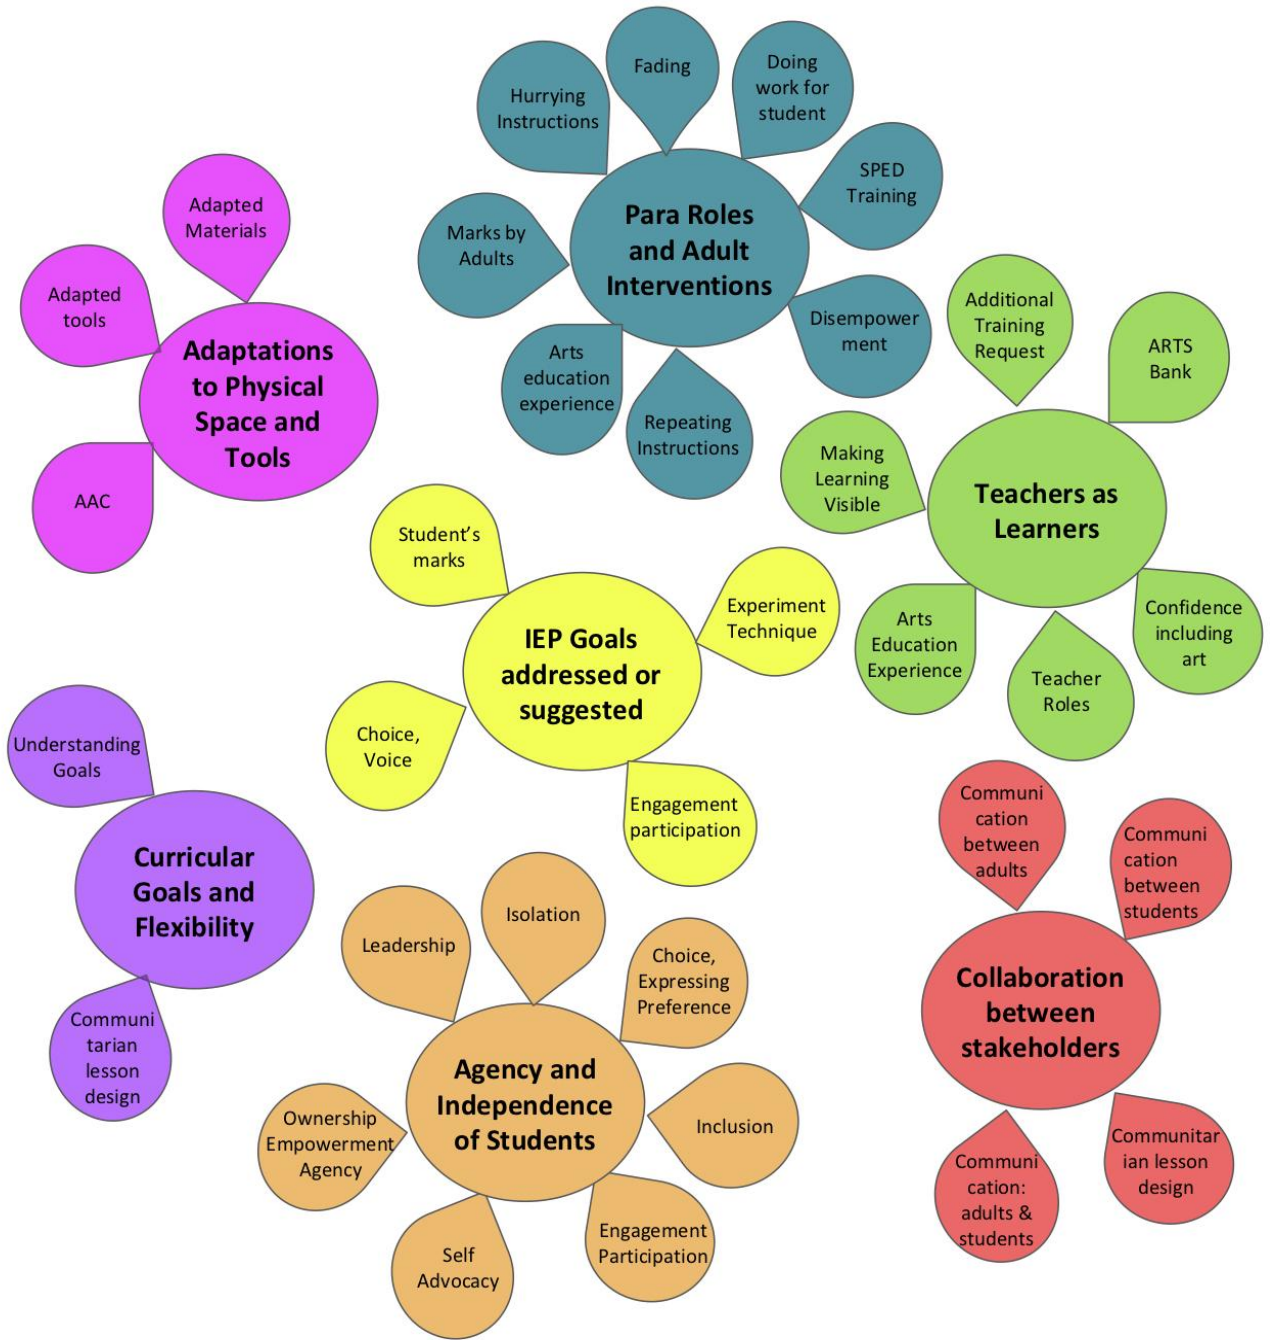 Fading
Doing
work for
student
Hurrying
Instructions
SPED
Training
Marks by
Adults
Para Roles
and Adult
Interventions
Disempower
ment
Arts
education
experience
Repeating
Instructions
Adapted
Materials
Adapted
tools
Adaptations
to Physical
Space and
Tools
AAC
Additional
Training
Request
ARTS
Bank
Making
Learning
Visible
Teachers as
Learners
Arts
Education
Experience
Teacher
Roles
Confidence
including
art
Student's
marks
Experiment
Technique
IEP Goals
addressed or
suggested
Choice,
Voice
Engagement
participation
Understanding
Goals
Curricular
Goals and
Flexibility
Communi
tarian
lesson
design
Isolation
Leadership
Choice,
Expressing
Preference
Agency and
Independence
of Students
Inclusion
Ownership
Empowerment
Agency
Self
Advocacy
Engagement
Participation
Communi
cation
between
adults
Communi
cation
between
students
Collaboration
between
stakeholders
Communi
cation:
adults &
students
Communitar
ian lesson
design